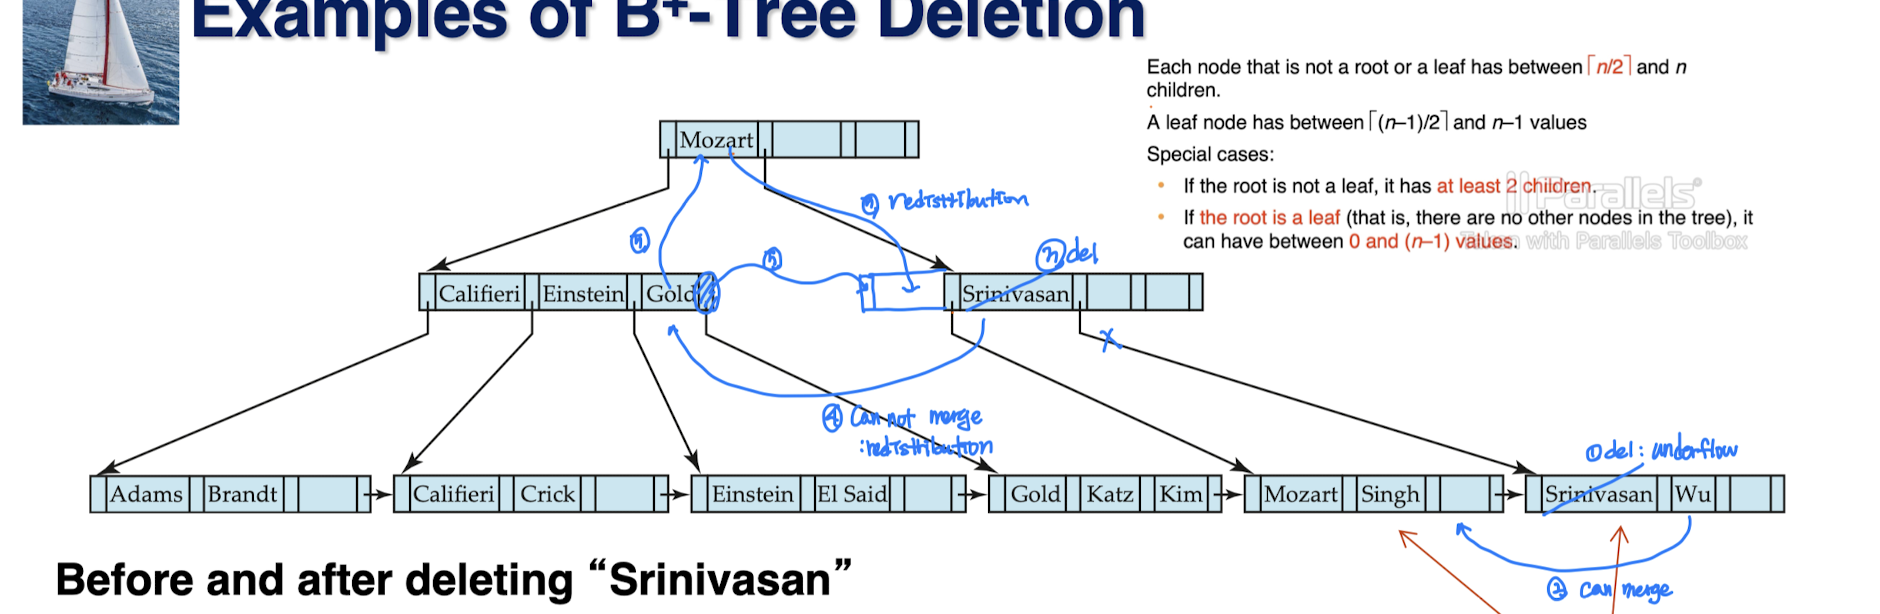 Examples of B+-Tree Deletion
Each node that is not a root or a leaf has between ⌈n/2⌉ and n
children.
A leaf node has between ⌈(n–1)/2⌉ and n–1 values
Special cases:
• If the root is not a leaf, it has at least 2 children.
• If the root is a leaf (that is, there are no other nodes in the tree), it
can have between 0 and (n–1) values.
Parallels®
with Parallels Toolbox
Mozart
redistribution
del
Califieri Einstein Gold
Srinivasan
④ Can not merge
:redistribution
① del : underflow
Adams Brandt
Califieri Crick
Einstein El Said
Gold Katz Kim
Mozart Singh
Srinivasan Wu
② can merge
Before and after deleting “Srinivasan”